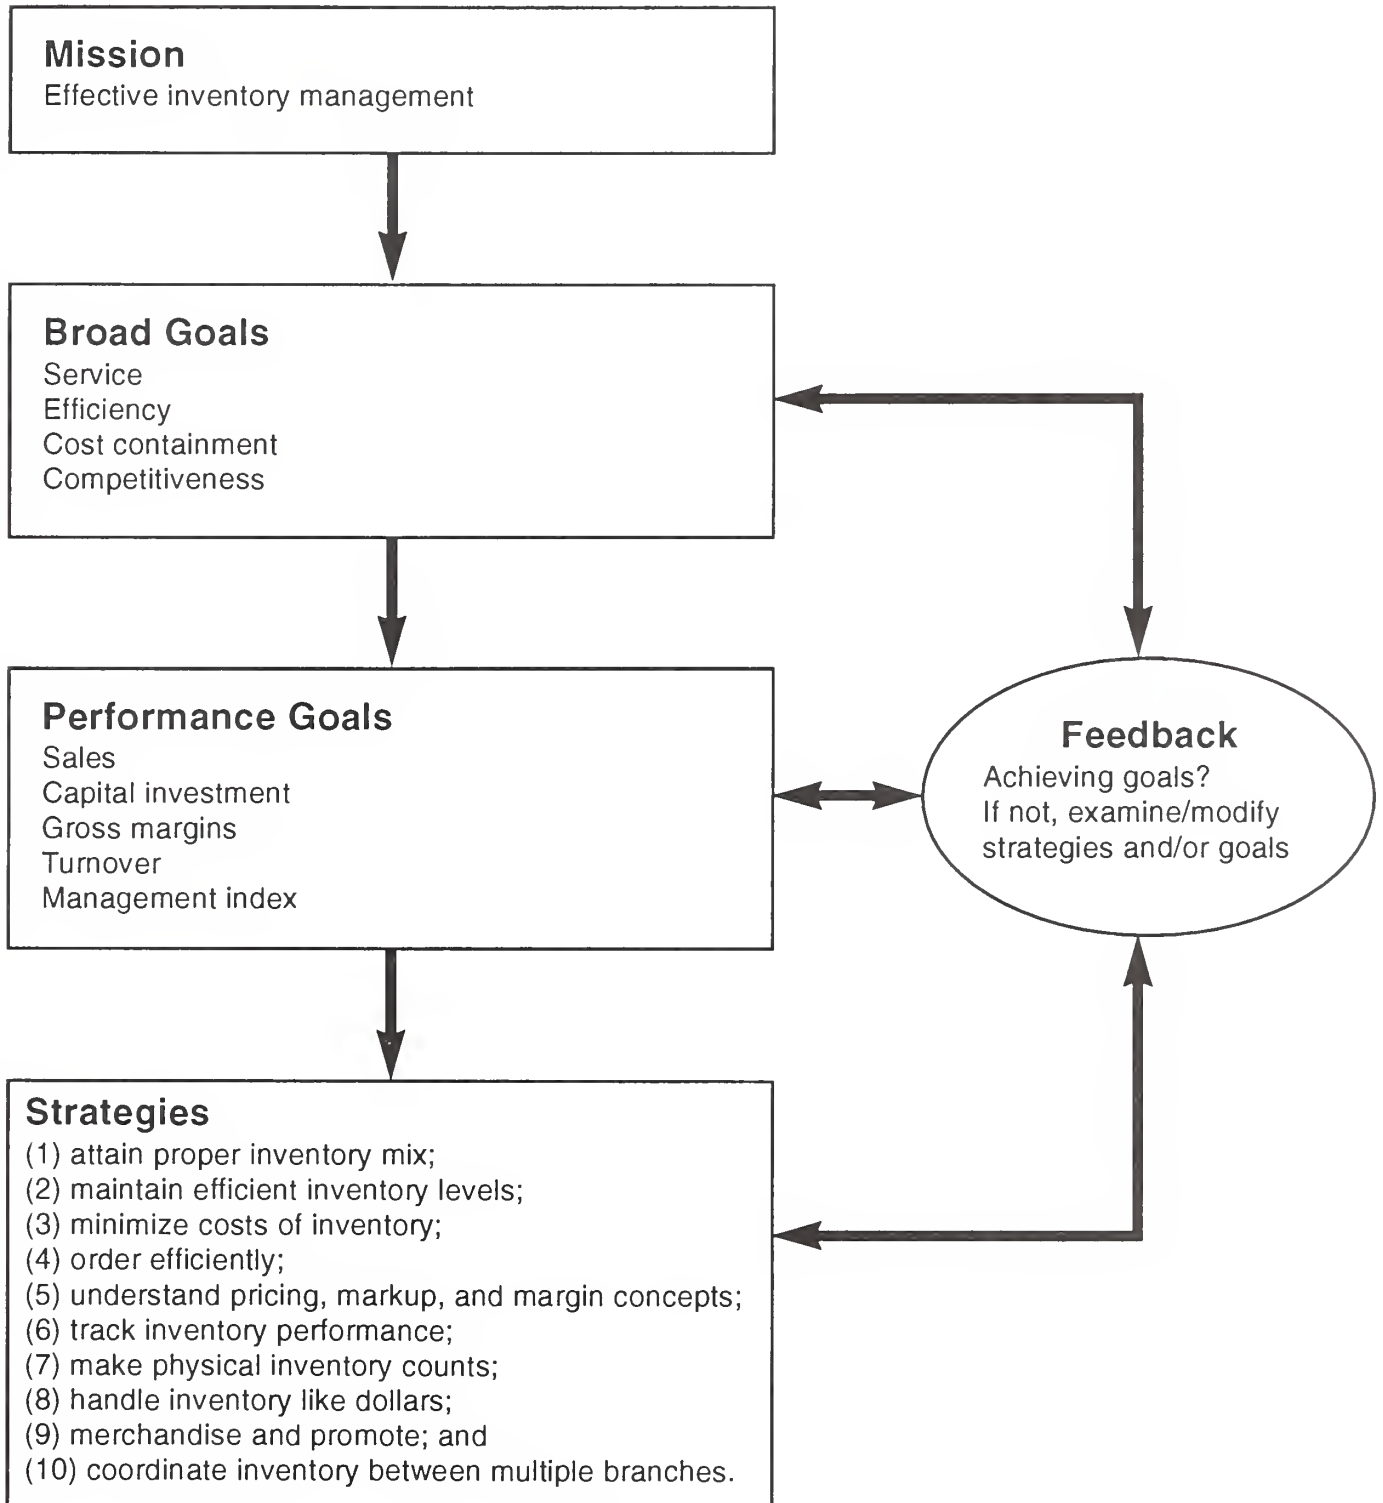 Mission
Effective inventory management
Broad Goals
Service
Efficiency
Cost containment
Competitiveness
Performance Goals
Sales
Capital investment
Gross margins
Turnover
Management index
Feedback
Achieving goals?
If not, examine/modify
strategies and/or goals
Strategies
(1) attain proper inventory mix;
(2) maintain efficient inventory levels;
(3) minimize costs of inventory;
(4) order efficiently;
(5) understand pricing, markup, and margin concepts;
(6) track inventory performance;
(7) make physical inventory counts;
(8) handle inventory like dollars;
(9) merchandise and promote; and
(10) coordinate inventory between multiple branches.